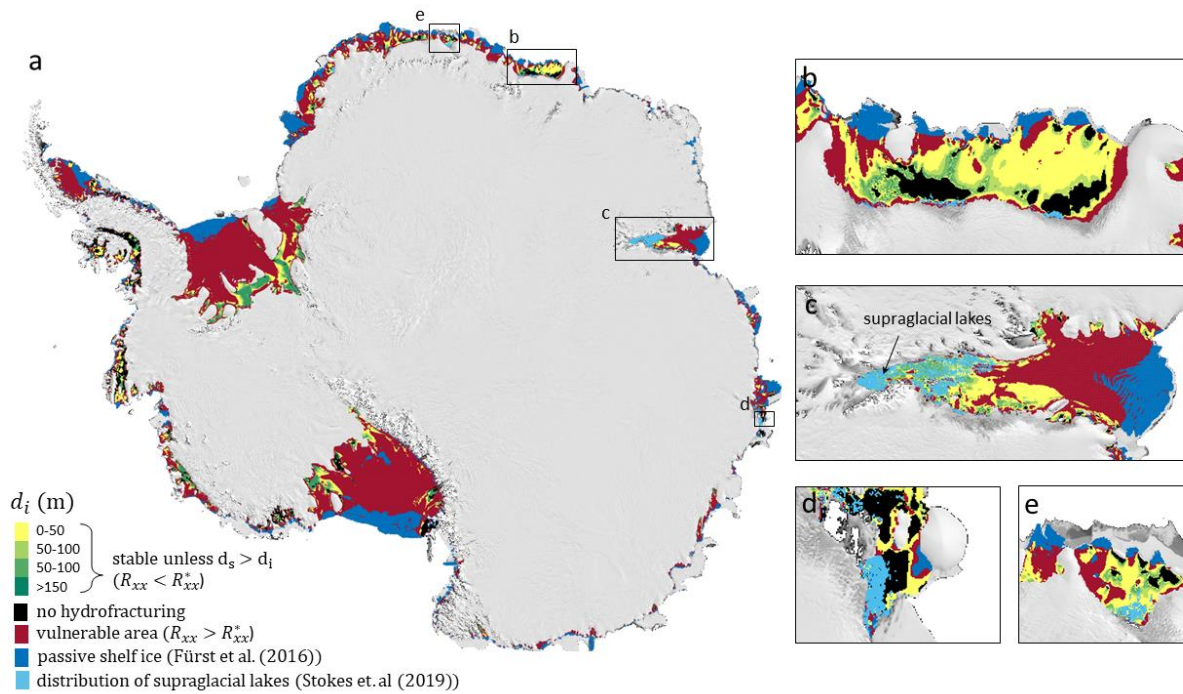 a
e
b
c
d
b
c
supraglacial lakes
d
e
d_i (m)
0-50
50-100
50-100
>150
stable unless d_s > d_i
(R_xx < R*_xx)
no hydrofracturing
vulnerable area (R_xx > R*_xx)
passive shelf ice (Fürst et al. (2016))
distribution of supraglacial lakes (Stokes et. al (2019))